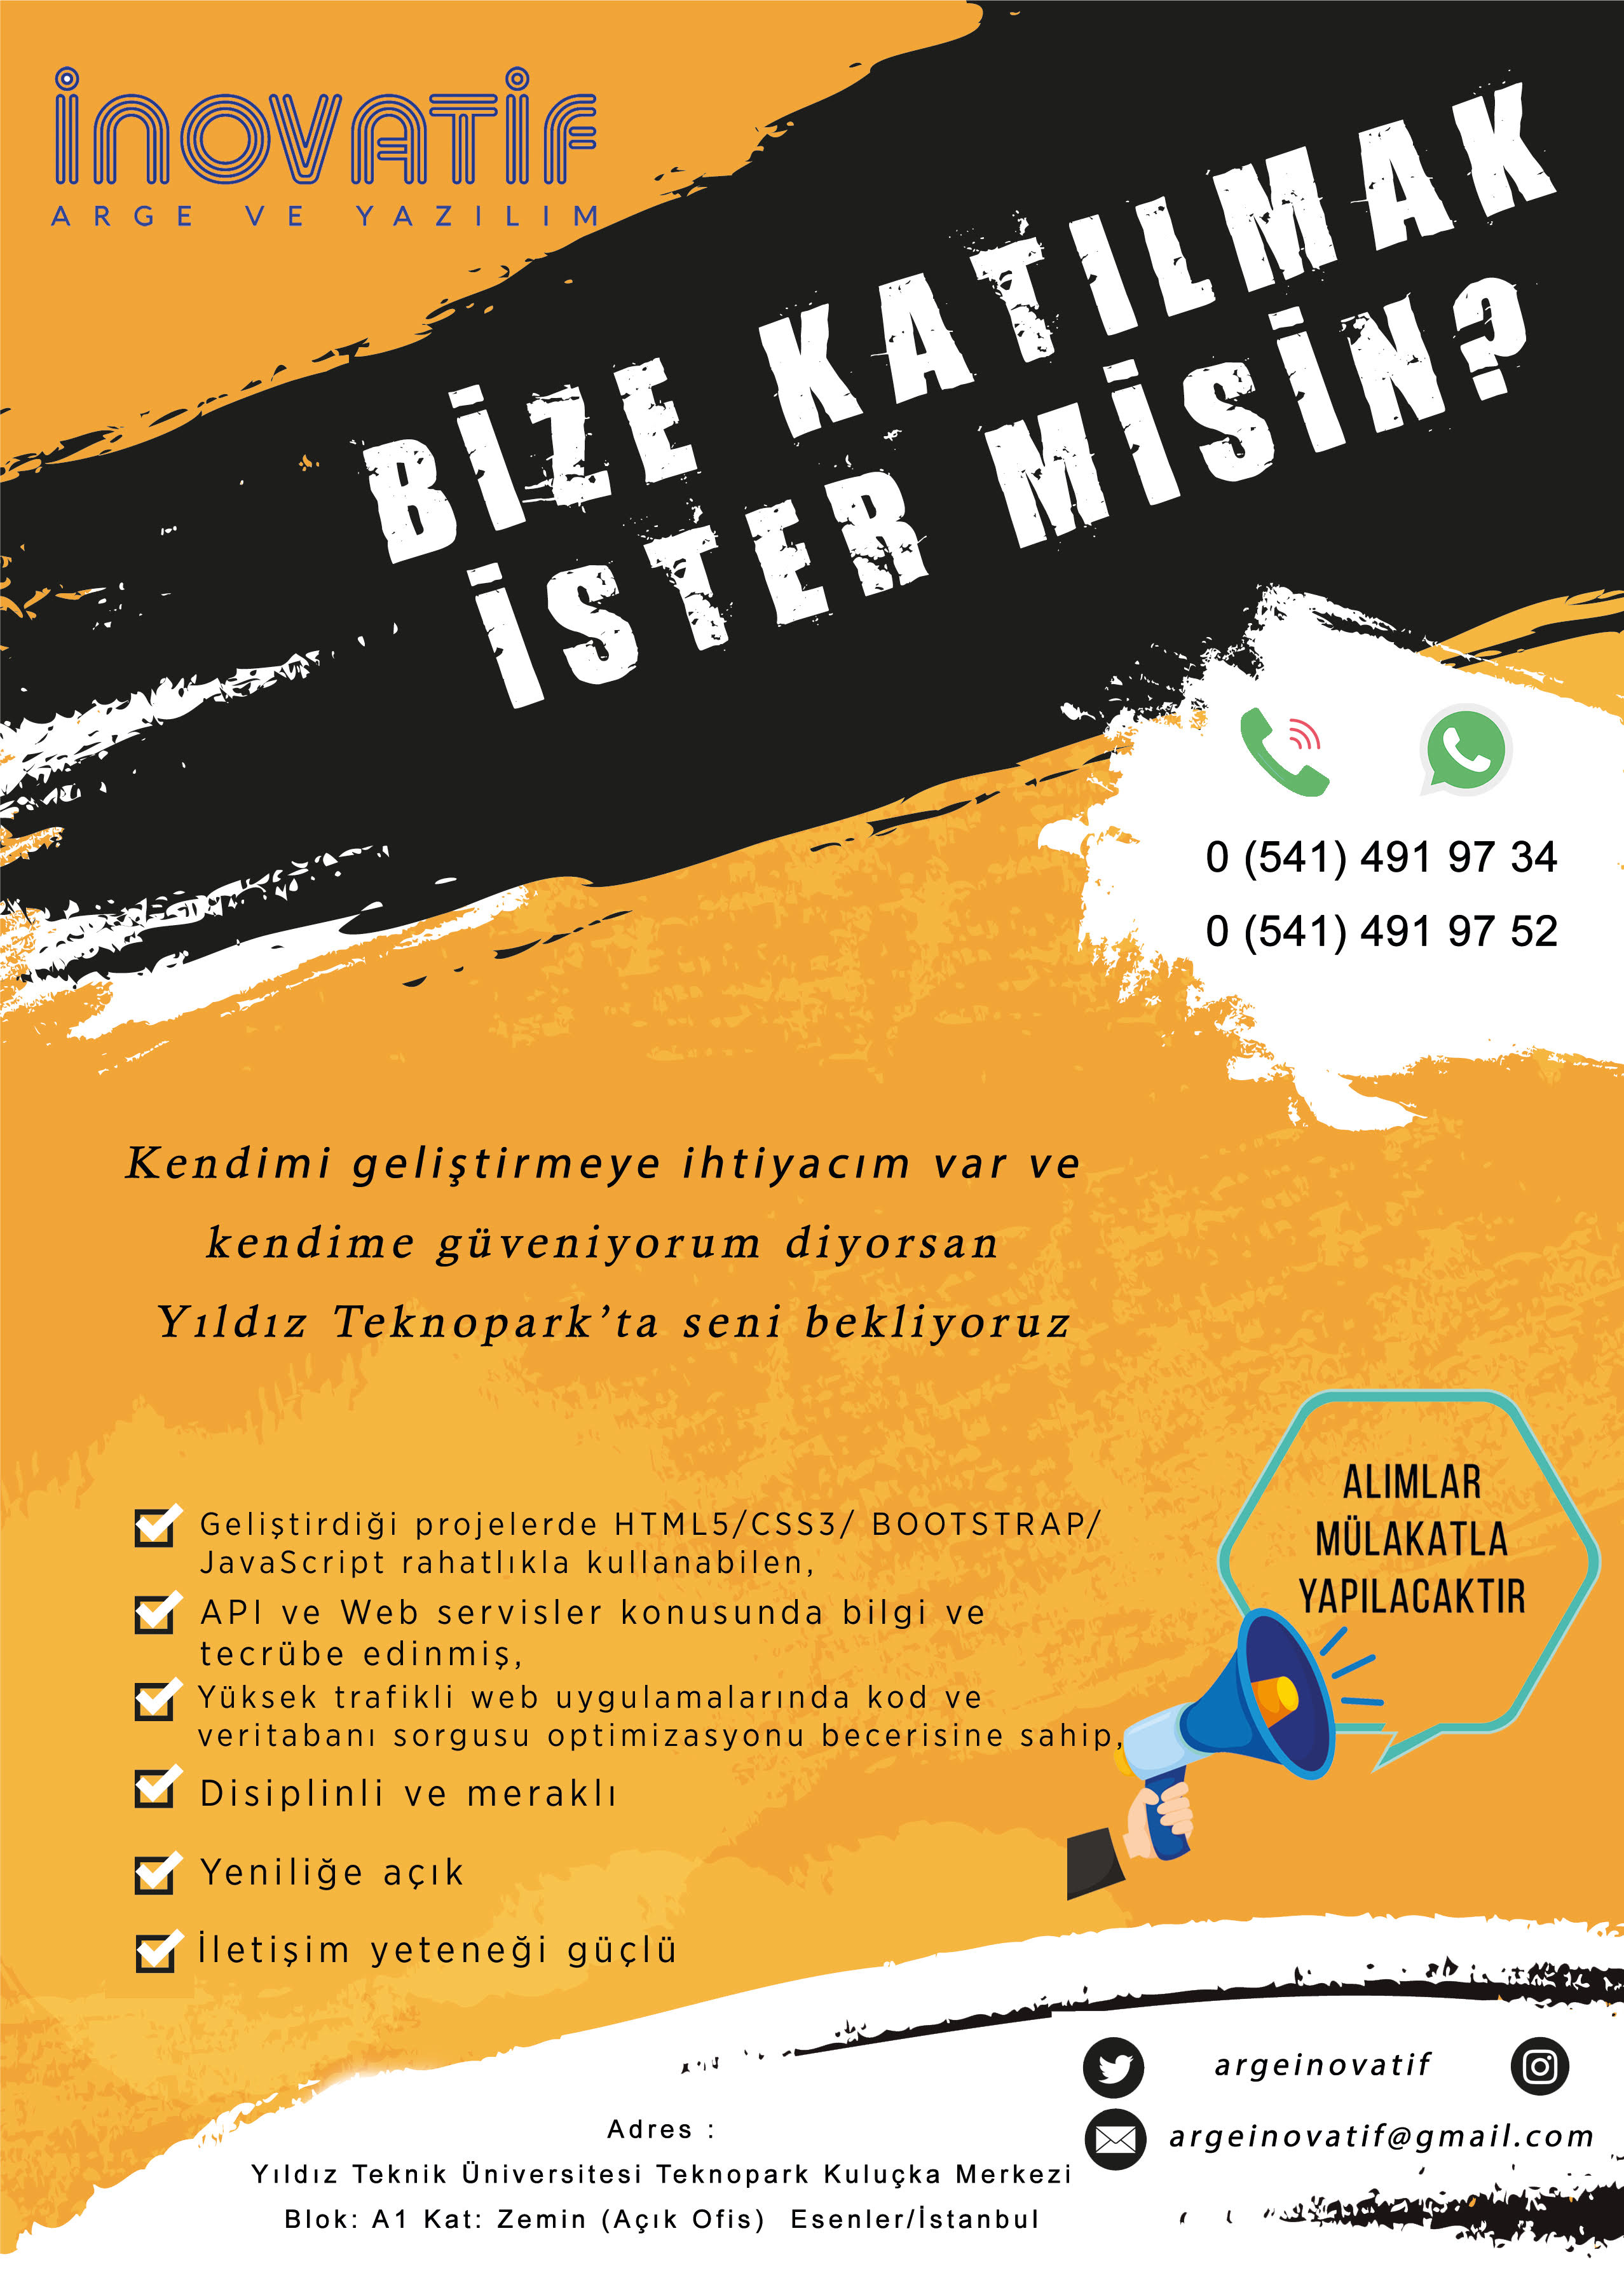 İNOVATİF
ARGE VE YAZILIM
BİZE KATILMAK
İSTER MİSİN?
0 (541) 491 97 34
0 (541) 491 97 52
Kendimi geliştirmeye ihtiyacım var ve
kendime güveniyorum diyorsan
Yıldız Teknopark’ta seni bekliyoruz
ALIMLAR
MÜLAKATLA
YAPILACAKTIR
Geliştirdiği projelerde HTML5/CSS3/ BOOTSTRAP/
JavaScript rahatlıkla kullanabilen,
API ve Web servisler konusunda bilgi ve
tecrübe edinmiş,
Yüksek trafikli web uygulamalarında kod ve
veritabanı sorgusu optimizasyonu becerisine sahip,
Disiplinli ve meraklı
Yeniliğe açık
İletişim yeteneği güçlü
argeinovatif
argeinovatif@gmail.com
Adres :
Yıldız Teknik Üniversitesi Teknopark Kuluçka Merkezi
Blok: A1 Kat: Zemin (Açık Ofis) Esenler/İstanbul